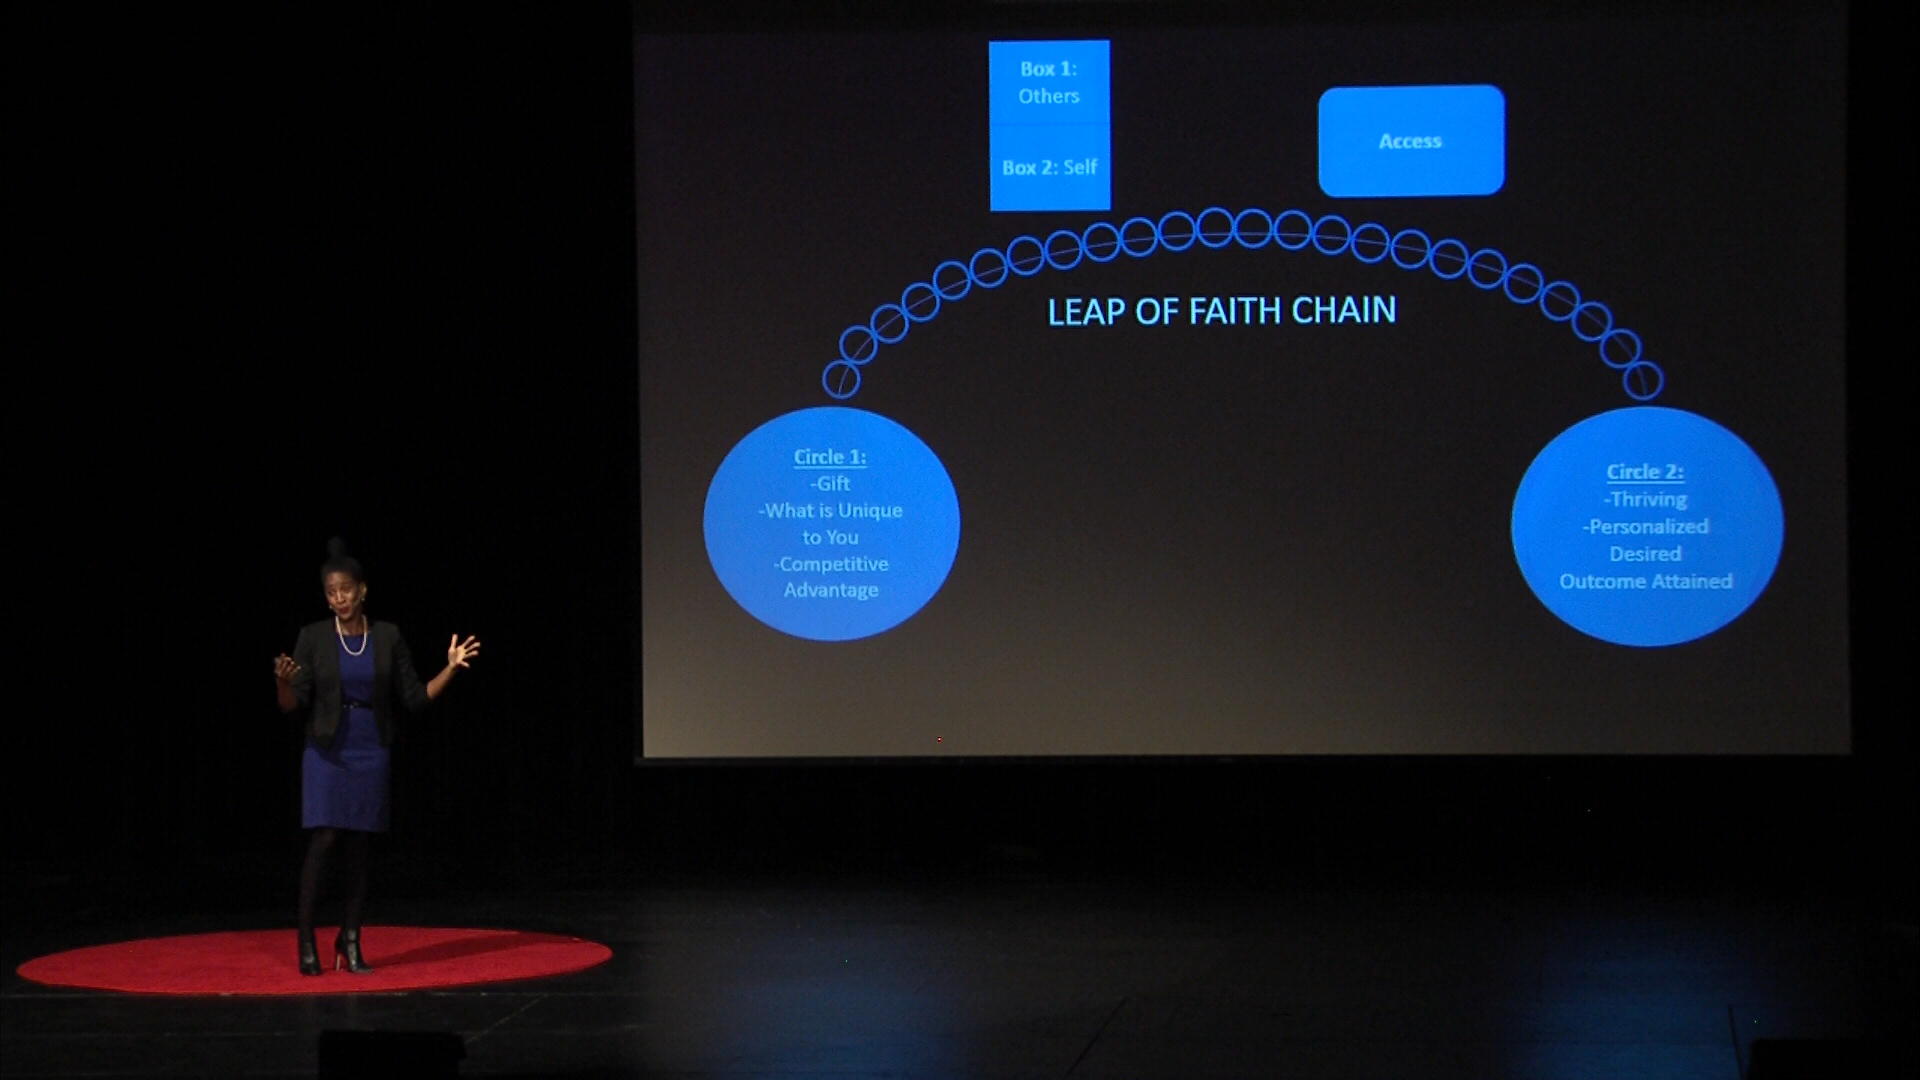 Box 1:
Others
Box 2: Self
Access
LEAP OF FAITH CHAIN
Circle 1:
-Gift
-What is Unique
to You
-Competitive
Advantage
Circle 2:
-Thriving
-Personalized
Desired
Outcome Attained